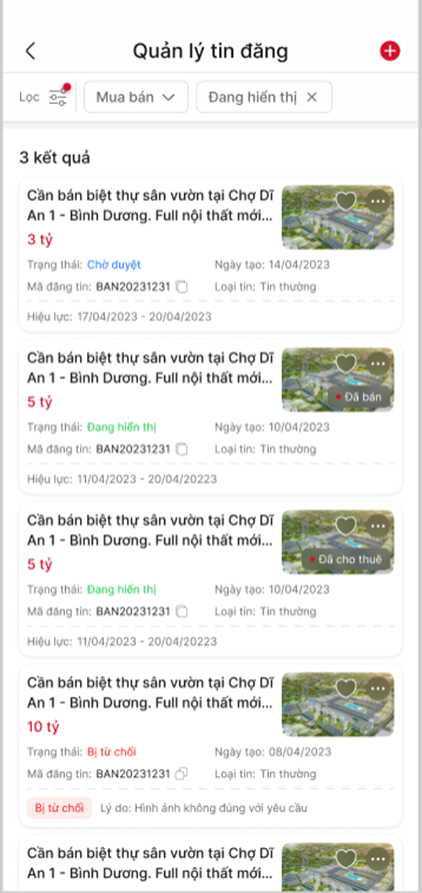 Quản lý tin đăng
Lọc
Mua bán
Đang hiển thị
3 kết quả
Cần bán biệt thự sân vườn tại Chợ Dĩ
An 1 - Bình Dương. Full nội thất mới...
3 tỷ
Trạng thái: Chờ duyệt
Ngày tạo: 14/04/2023
Mã đăng tin: BAN20231231
Loại tin: Tin thường
Hiệu lực: 17/04/2023 - 20/04/2023
Cần bán biệt thự sân vườn tại Chợ Dĩ
An 1 - Bình Dương. Full nội thất mới...
Đã bán
5 tỷ
Trạng thái: Đang hiển thị
Ngày tạo: 10/04/2023
Mã đăng tin: BAN20231231
Loại tin: Tin thường
Hiệu lực: 11/04/2023 - 20/04/20223
Cần bán biệt thự sân vườn tại Chợ Dĩ
An 1 - Bình Dương. Full nội thất mới...
Đã cho thuê
5 tỷ
Trạng thái: Đang hiển thị
Ngày tạo: 10/04/2023
Mã đăng tin: BAN20231231
Loại tin: Tin thường
Hiệu lực: 11/04/2023 - 20/04/20223
Cần bán biệt thự sân vườn tại Chợ Dĩ
An 1 - Bình Dương. Full nội thất mới...
10 tỷ
Trạng thái: Bị từ chối
Ngày tạo: 08/04/2023
Mã đăng tin: BAN20231231
Loại tin: Tin thường
Bị từ chối
Lý do: Hình ảnh không đúng với yêu cầu
Cần bán biệt thự sân vườn tại Chợ Dĩ
An 1 - Bình Dương. Full nội thất mới...